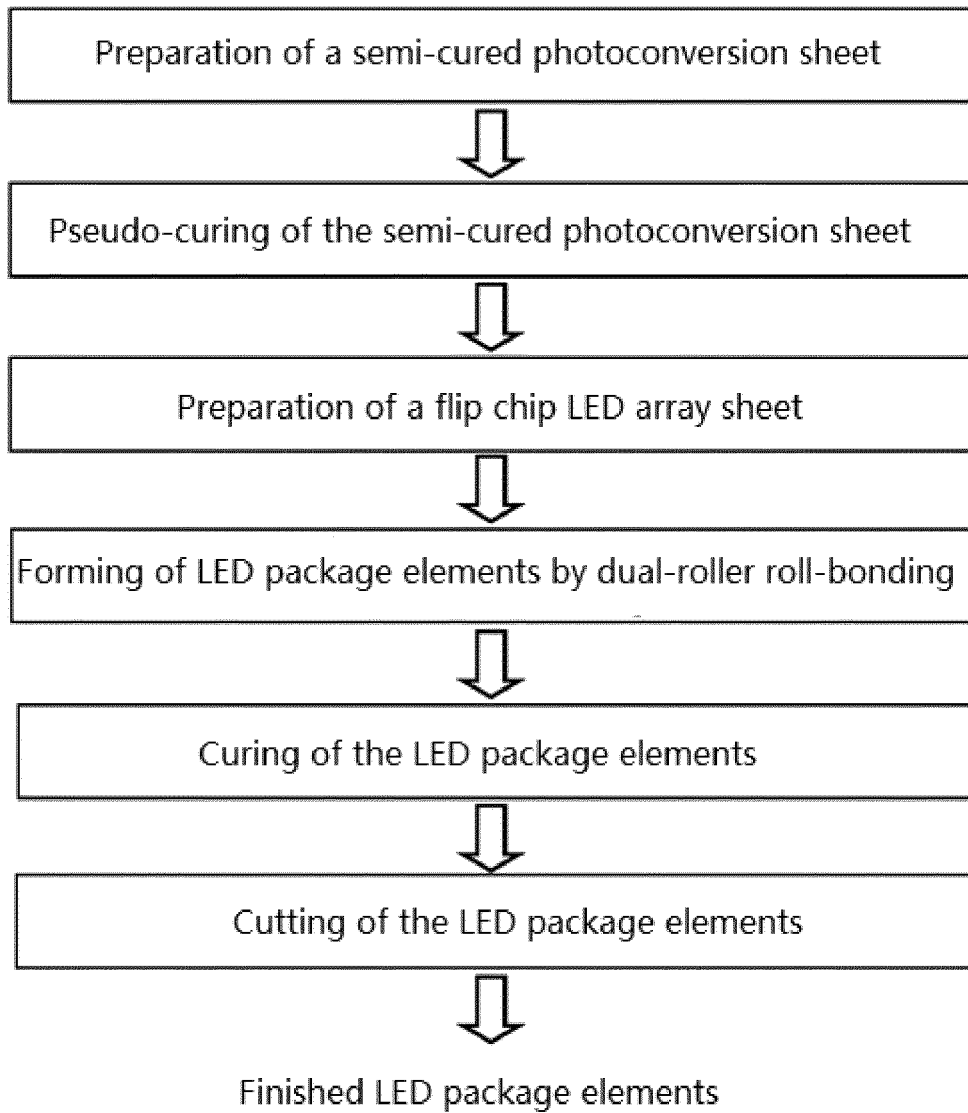 Preparation of a semi-cured photoconversion sheet
Pseudo-curing of the semi-cured photoconversion sheet
Preparation of a flip chip LED array sheet
Forming of LED package elements by dual-roller roll-bonding
Curing of the LED package elements
Cutting of the LED package elements
Finished LED package elements